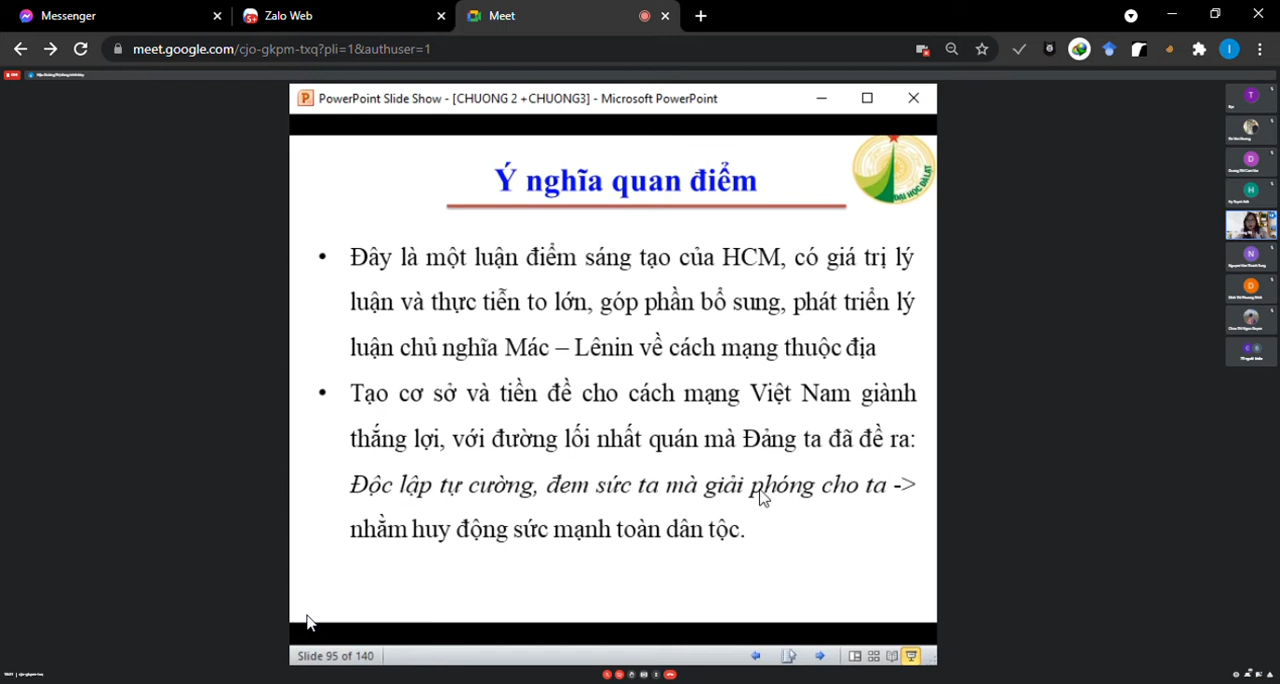 Messenger
Zalo Web
Meet
meet.google.com/cjo-gkpm-txq?pli=1&authuser=1
PowerPoint Slide Show - [CHUONG 2 +CHUONG3] - Microsoft PowerPoint
Ý nghĩa quan điểm
ĐẠI HỌC ĐÀ LẠT
• Đây là một luận điểm sáng tạo của HCM, có giá trị lý
luận và thực tiễn to lớn, góp phần bổ sung, phát triển lý
luận chủ nghĩa Mác – Lênin về cách mạng thuộc địa
• Tạo cơ sở và tiền đề cho cách mạng Việt Nam giành
thắng lợi, với đường lối nhất quán mà Đảng ta đã đề ra:
Độc lập tự cường, đem sức ta mà giải phóng cho ta ->
nhằm huy động sức mạnh toàn dân tộc.
Slide 95 of 140
T
D
H
N
D
I